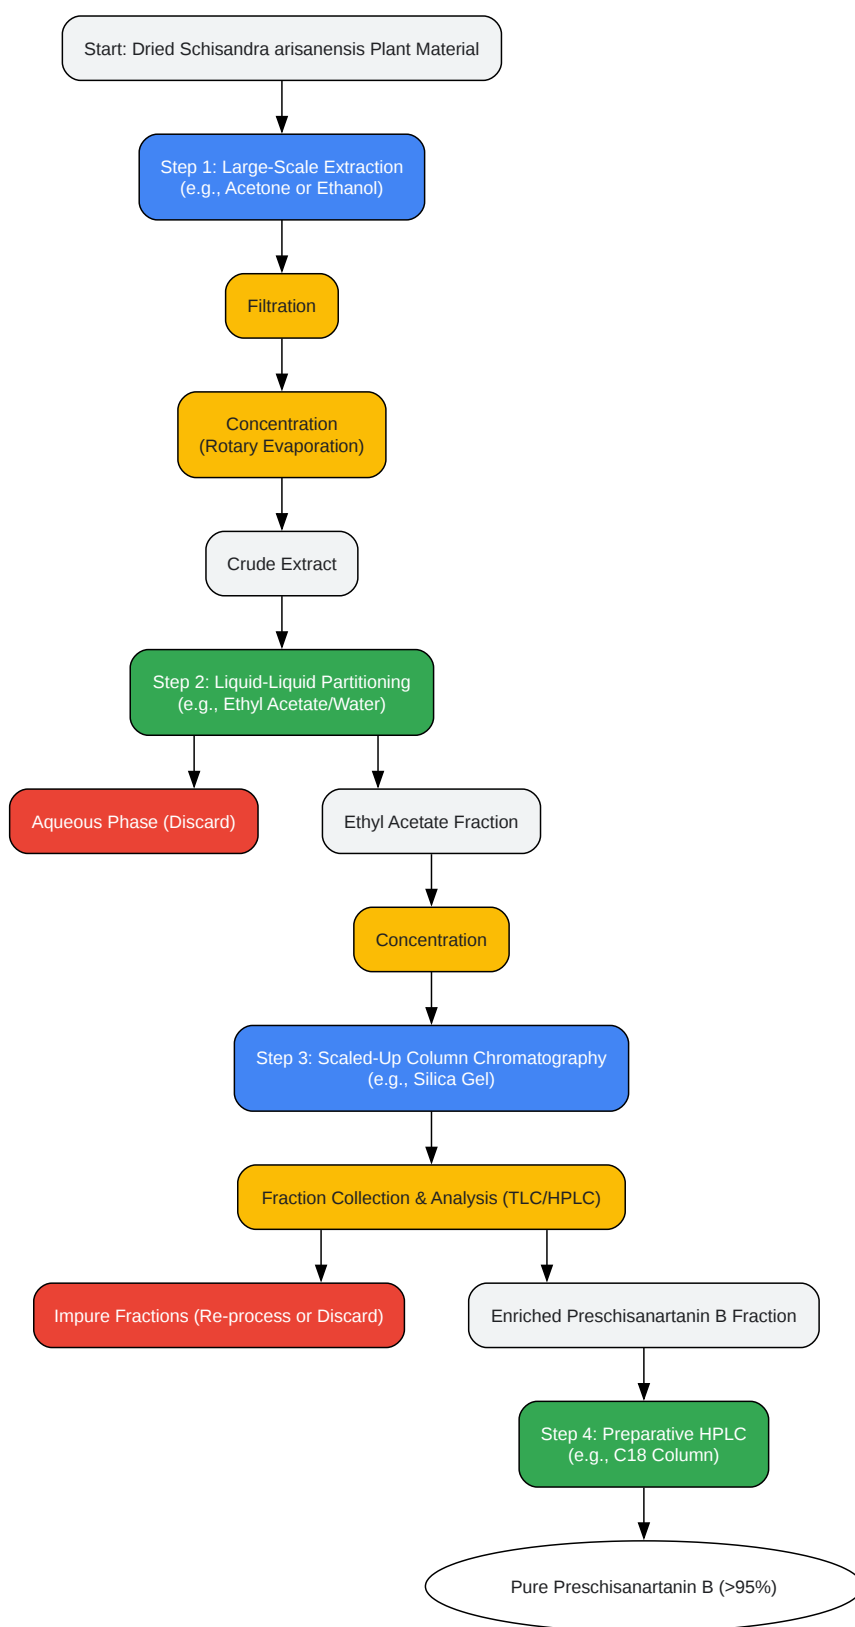 Start: Dried Schisandra arisanensis Plant Material
Step 1: Large-Scale Extraction
(e.g., Acetone or Ethanol)
Filtration
Concentration
(Rotary Evaporation)
Crude Extract
Step 2: Liquid-Liquid Partitioning
(e.g., Ethyl Acetate/Water)
Aqueous Phase (Discard)
Ethyl Acetate Fraction
Concentration
Step 3: Scaled-Up Column Chromatography
(e.g., Silica Gel)
Fraction Collection & Analysis (TLC/HPLC)
Impure Fractions (Re-process or Discard)
Enriched Preschisanartanin B Fraction
Step 4: Preparative HPLC
(e.g., C18 Column)
Pure Preschisanartanin B (>95%)